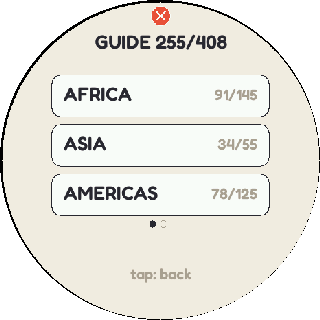 GUIDE 255/408
AFRICA 91/145
ASIA 34/55
AMERICAS 78/125
tap: back